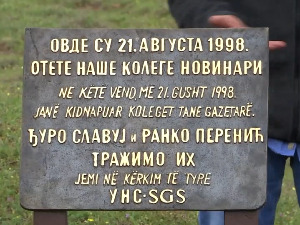 ОВДЕ СУ 21. АВГУСТА 1998.
ОТЕТЕ НАШЕ КОЛЕГЕ НОВИНАРИ
NE KËTË VEND, ME 21. GUSHT 1998.
JANË KIDNAPUAR KOLEGËT TANË GAZETARË.
ЂУРО СЛАВУЈ и РАНКО ПЕРЕНИЋ
ТРАЖИМО ИХ
JEMI NË KËRKIM TË TYRE
УНС·SGS